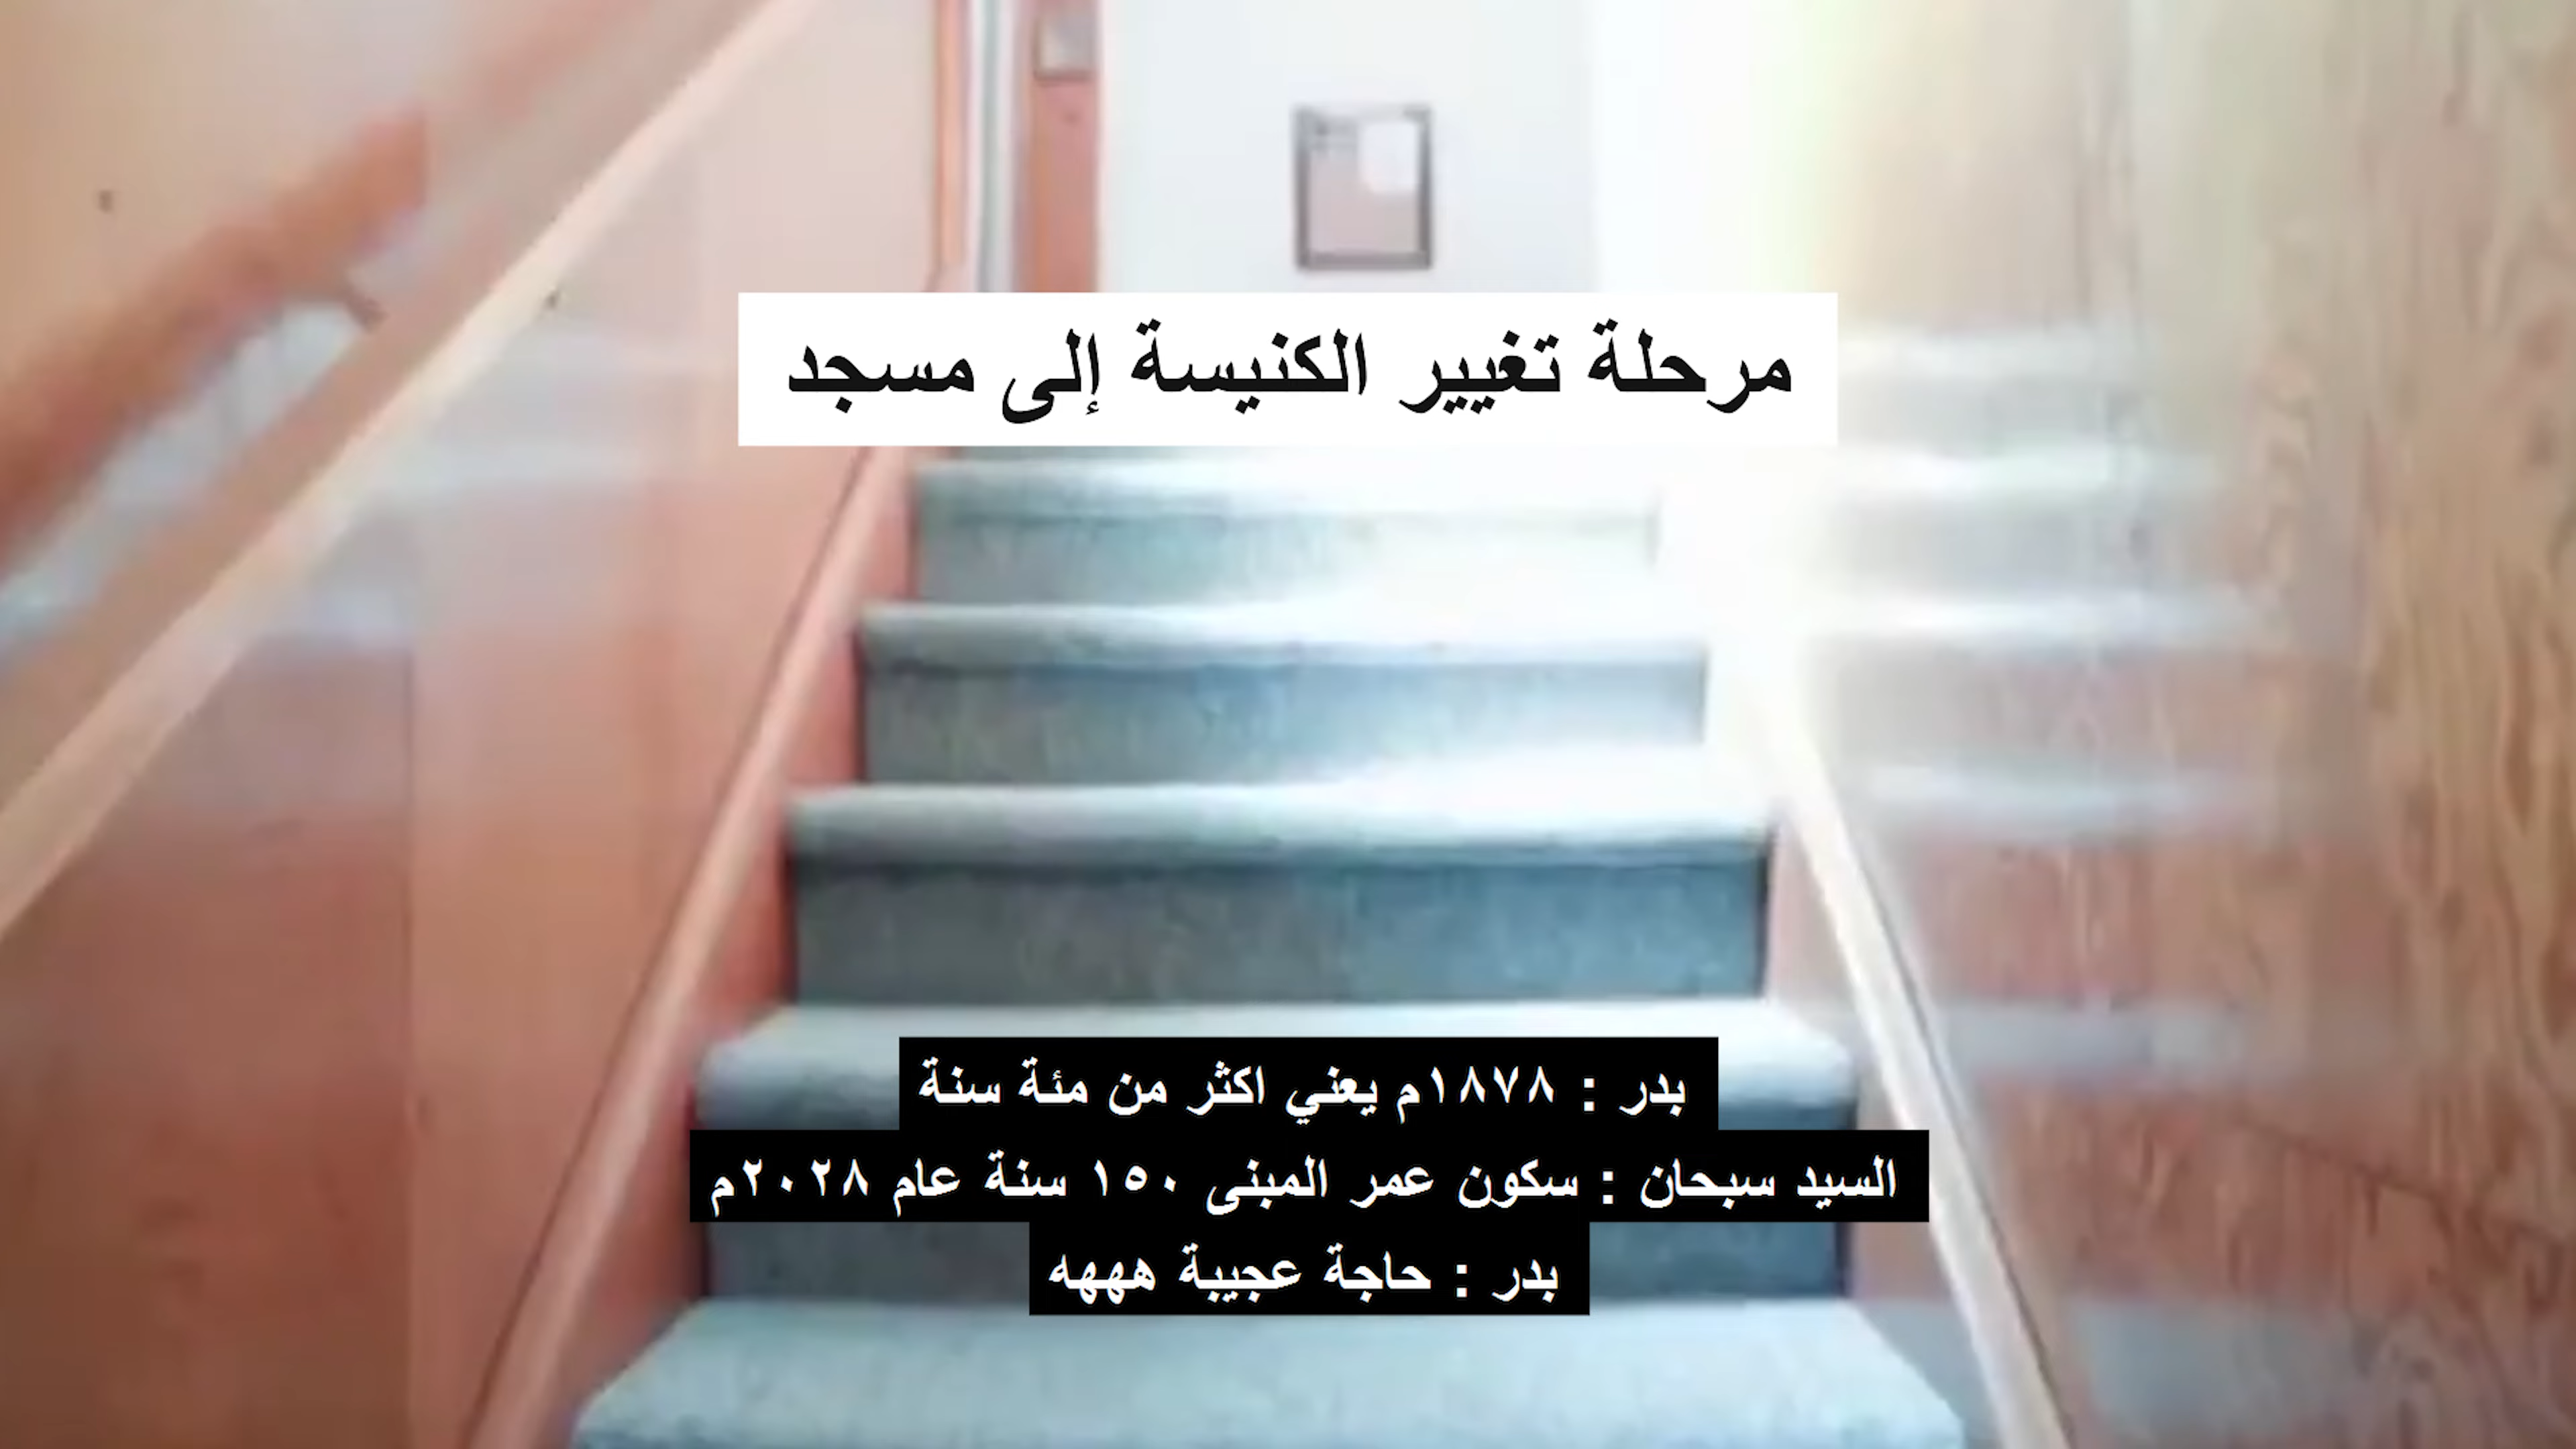 مرحلة تغيير الكنيسة إلى مسجد
بدر : ١٨٧٨م يعني اكثر من مئة سنة
السيد سبحان : سكون عمر المبنى ١٥٠ سنة عام ٢٠٢٨م
بدر : حاجة عجيبة هههه